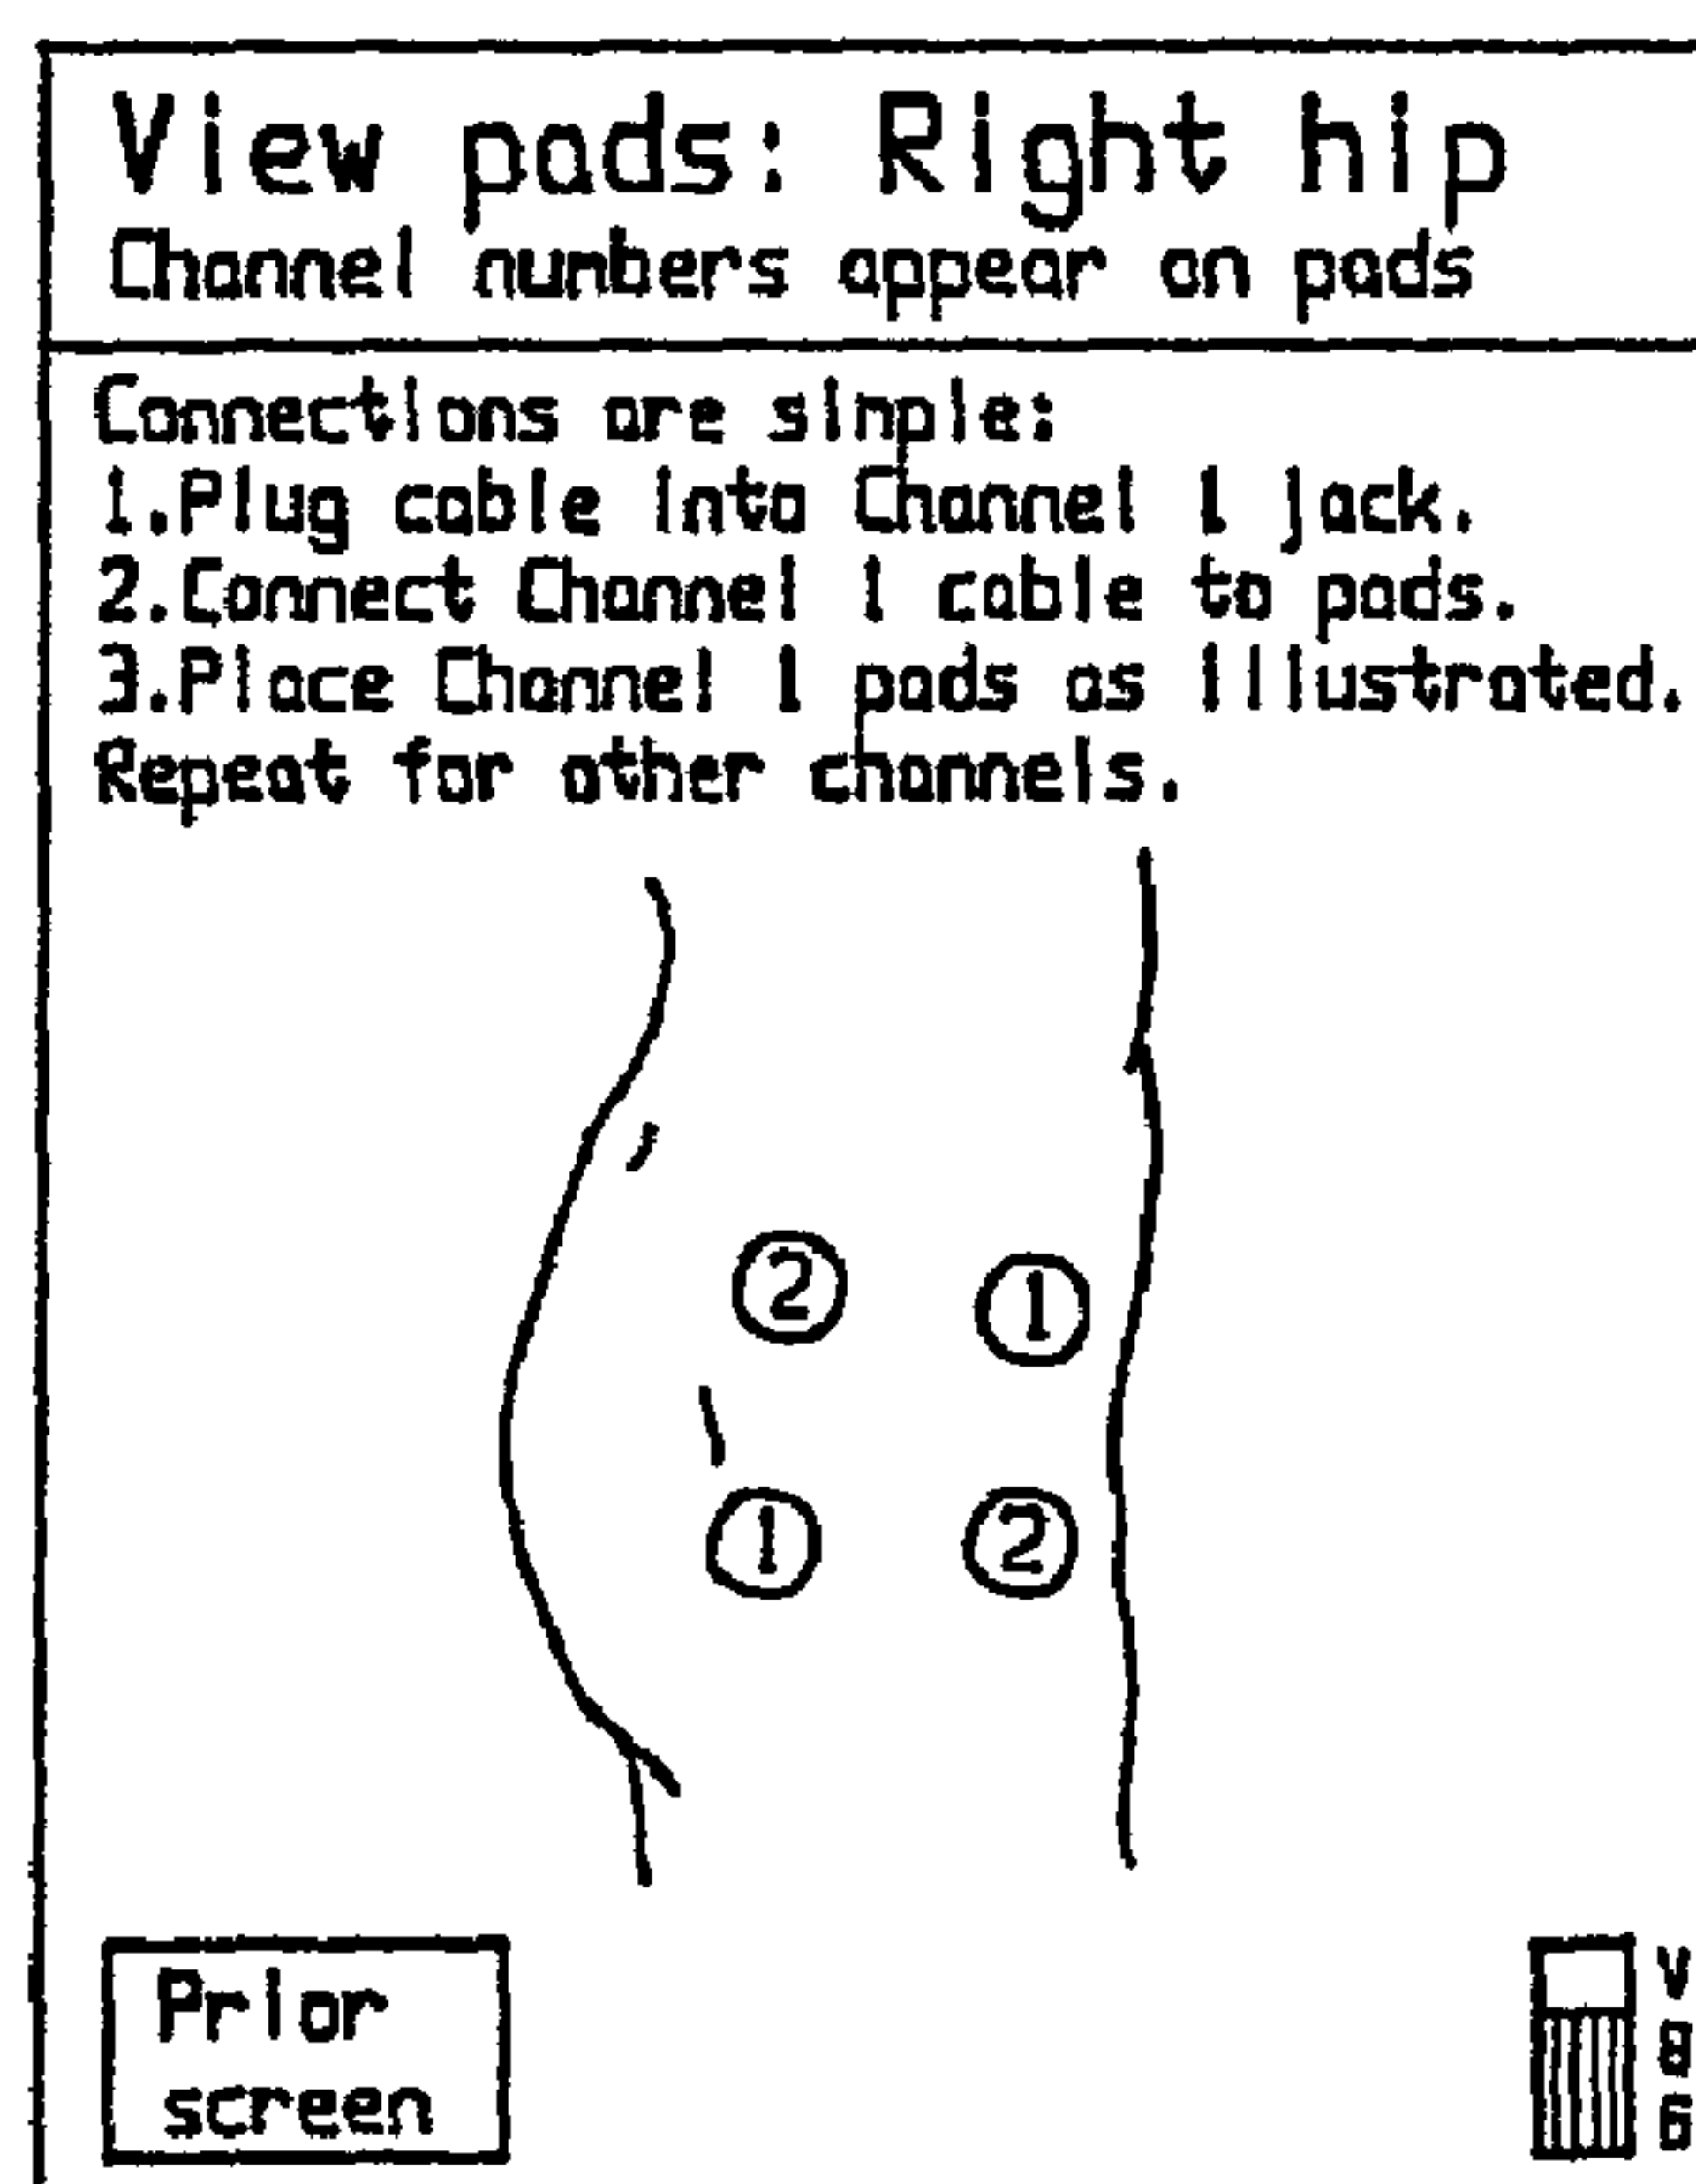 View pads: Right hip
Channel numbers appear on pads
Connections are simple:
1.Plug cable into Channel 1 jack.
2.Connect Channel 1 cable to pads.
3.Place Channel 1 pads as illustrated.
Repeat for other channels.
2 1
1 2
Prior
screen
V
8
6